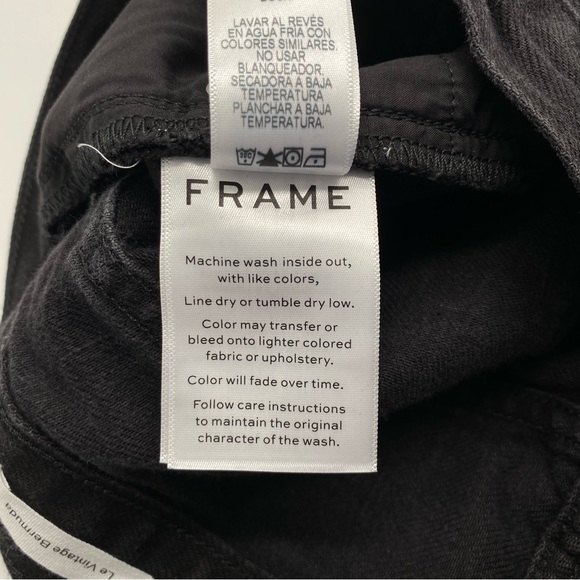 LAVAR AL REVÉS
EN AGUA FRÍA CON
COLORES SIMILARES.
NO USAR
BLANQUEADOR.
SECADORA A BAJA
TEMPERATURA
PLANCHAR A BAJA
TEMPERATURA.
FRAME
Machine wash inside out,
with like colors,
Line dry or tumble dry low.
Color may transfer or
bleed onto lighter colored
fabric or upholstery.
Color will fade over time.
Follow care instructions
to maintain the original
character of the wash.
Le Vintage Bermuda